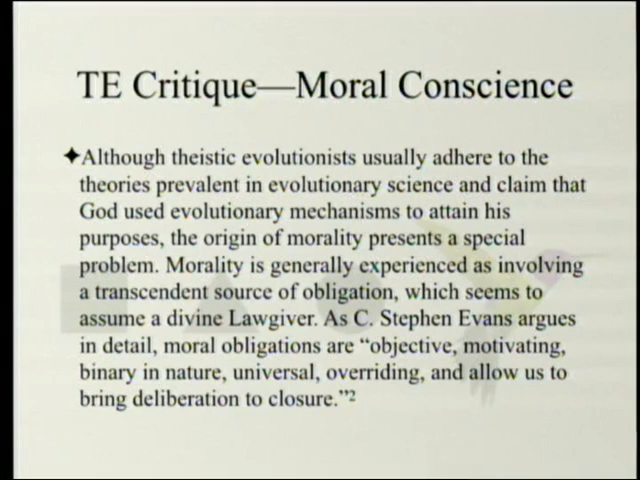 TE Critique—Moral Conscience
✦Although theistic evolutionists usually adhere to the
theories prevalent in evolutionary science and claim that
God used evolutionary mechanisms to attain his
purposes, the origin of morality presents a special
problem. Morality is generally experienced as involving
a transcendent source of obligation, which seems to
assume a divine Lawgiver. As C. Stephen Evans argues
in detail, moral obligations are “objective, motivating,
binary in nature, universal, overriding, and allow us to
bring deliberation to closure.”²